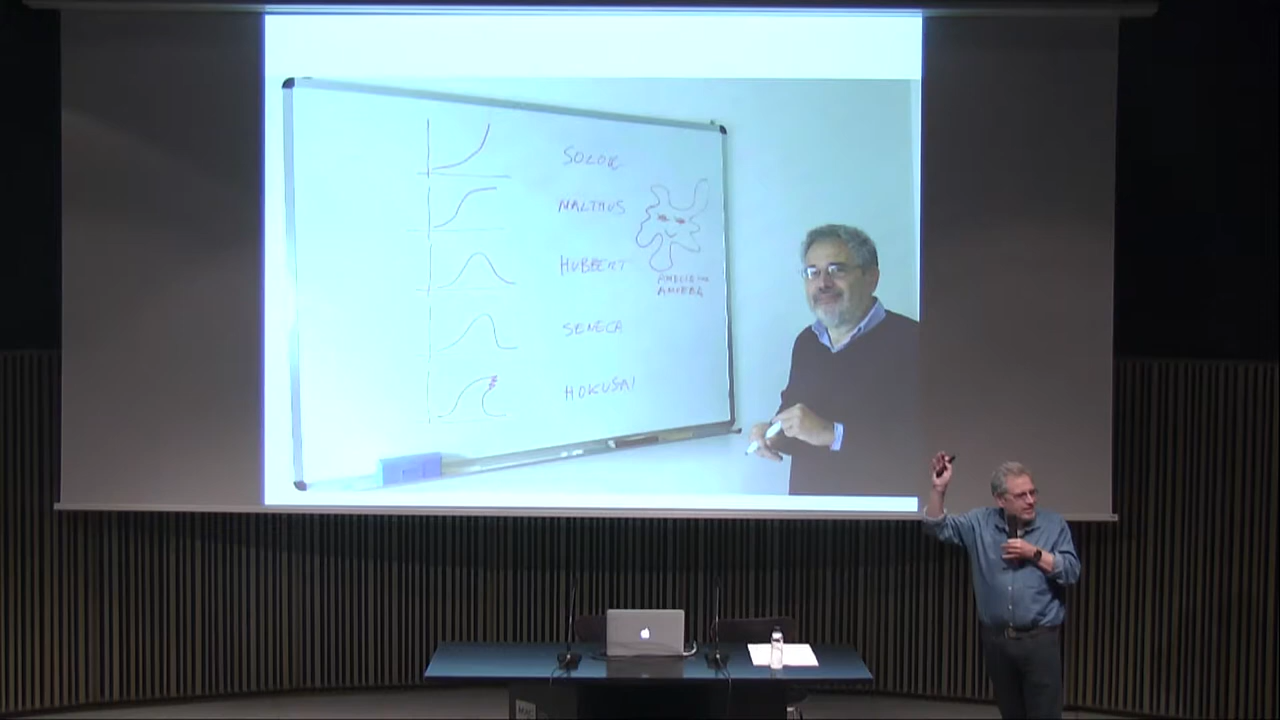 SOLOW
MALTHUS
HUBBERT
SENECA
HOKUSAI
AMOEBA